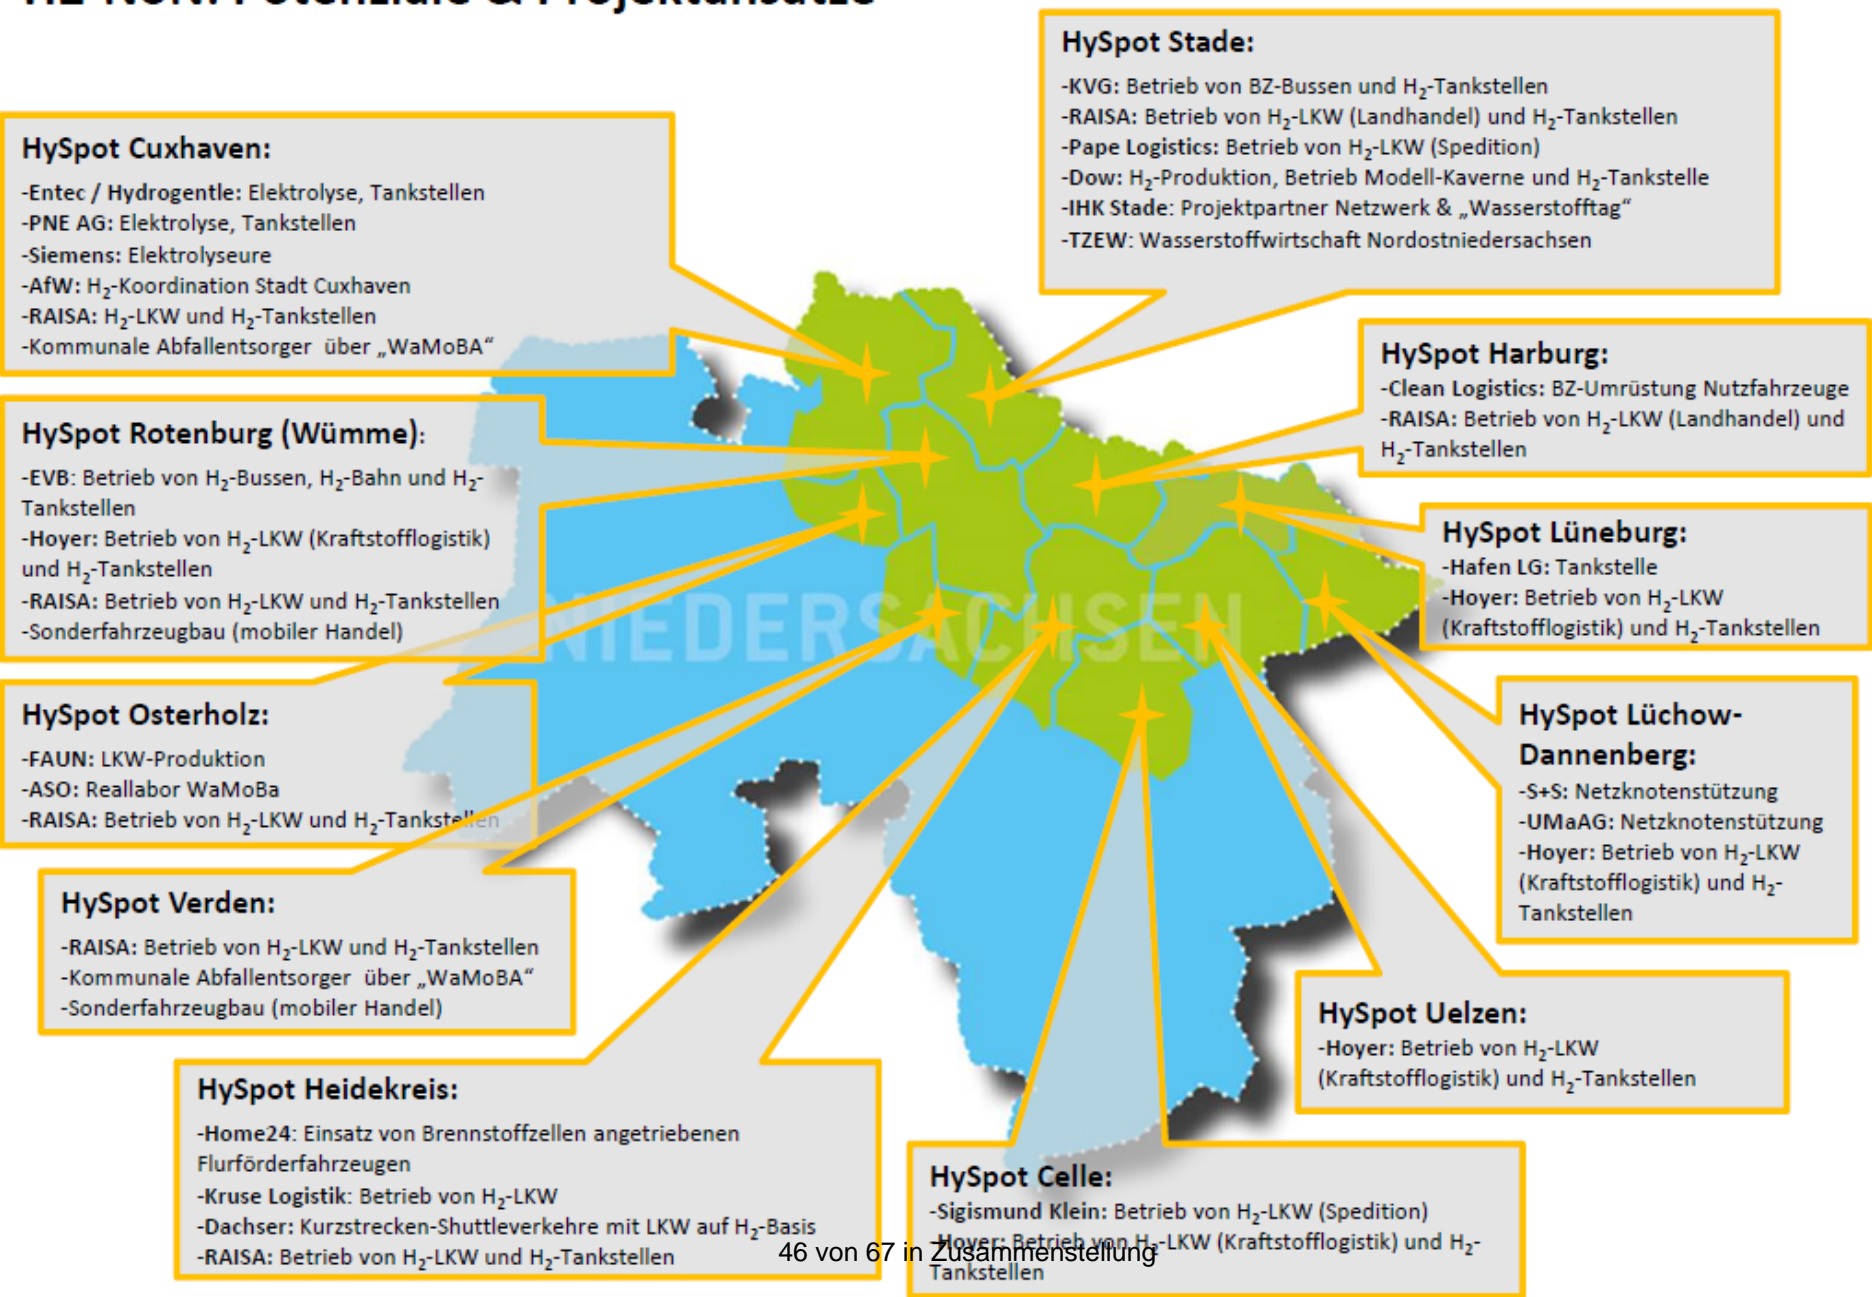 HySpot Stade:
-KVG: Betrieb von BZ-Bussen und H₂-Tankstellen
-RAISA: Betrieb von H₂-LKW (Landhandel) und H₂-Tankstellen
-Pape Logistics: Betrieb von H₂-LKW (Spedition)
-Dow: H₂-Produktion, Betrieb Modell-Kaverne und H₂-Tankstelle
-IHK Stade: Projektpartner Netzwerk & „Wasserstofftag“
-TZEW: Wasserstoffwirtschaft Nordostniedersachsen
HySpot Cuxhaven:
-Entec / Hydrogentle: Elektrolyse, Tankstellen
-PNE AG: Elektrolyse, Tankstellen
-Siemens: Elektrolyseure
-AfW: H₂-Koordination Stadt Cuxhaven
-RAISA: H₂-LKW und H₂-Tankstellen
-Kommunale Abfallentsorger über „WaMoBA“
HySpot Harburg:
-Clean Logistics: BZ-Umrüstung Nutzfahrzeuge
-RAISA: Betrieb von H₂-LKW (Landhandel) und
H₂-Tankstellen
HySpot Rotenburg (Wümme):
-EVB: Betrieb von H₂-Bussen, H₂-Bahn und H₂-
Tankstellen
-Hoyer: Betrieb von H₂-LKW (Kraftstofflogistik)
und H₂-Tankstellen
-RAISA: Betrieb von H₂-LKW und H₂-Tankstellen
-Sonderfahrzeugbau (mobiler Handel)
HySpot Lüneburg:
-Hafen LG: Tankstelle
-Hoyer: Betrieb von H₂-LKW
(Kraftstofflogistik) und H₂-Tankstellen
NIEDERSACHSEN
HySpot Osterholz:
-FAUN: LKW-Produktion
-ASO: Reallabor WaMoBa
-RAISA: Betrieb von H₂-LKW und H₂-Tankstellen
HySpot Lüchow-
Dannenberg:
-S+S: Netzknotenstützung
-UMaAG: Netzknotenstützung
-Hoyer: Betrieb von H₂-LKW
(Kraftstofflogistik) und H₂-
Tankstellen
HySpot Verden:
-RAISA: Betrieb von H₂-LKW und H₂-Tankstellen
-Kommunale Abfallentsorger über „WaMoBA“
-Sonderfahrzeugbau (mobiler Handel)
HySpot Uelzen:
-Hoyer: Betrieb von H₂-LKW
(Kraftstofflogistik) und H₂-Tankstellen
HySpot Heidekreis:
-Home24: Einsatz von Brennstoffzellen angetriebenen
Flurförderfahrzeugen
-Kruse Logistik: Betrieb von H₂-LKW
-Dachser: Kurzstrecken-Shuttleverkehre mit LKW auf H₂-Basis
-RAISA: Betrieb von H₂-LKW und H₂-Tankstellen
HySpot Celle:
-Sigismund Klein: Betrieb von H₂-LKW (Spedition)
-Hoyer: Betrieb von H₂-LKW (Kraftstofflogistik) und H₂-
Tankstellen
46 von 67 in Zusammenstellung